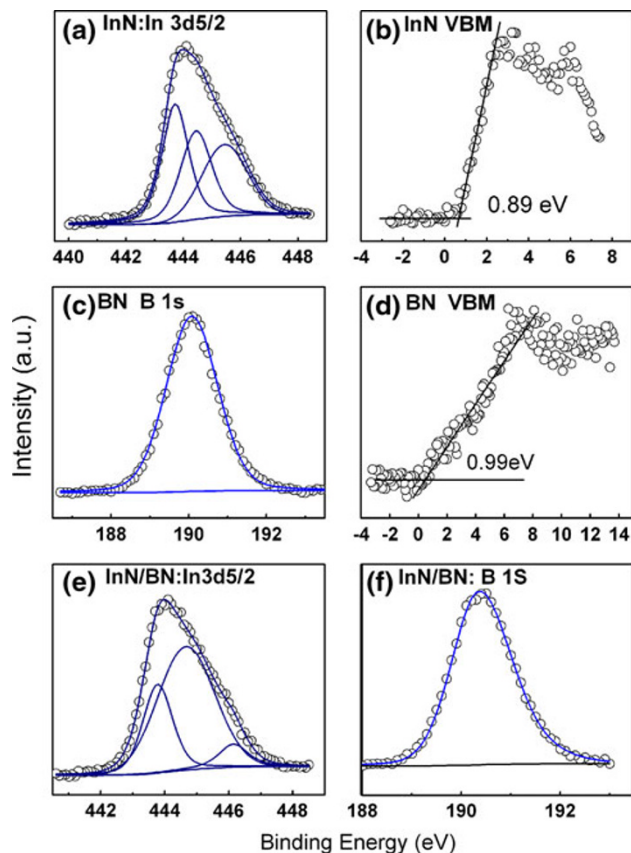 (a) InN:In 3d5/2
440 442 444 446 448
(b) InN VBM
0.89 eV
-4 -2 0 2 4 6 8
(c) BN B 1s
188 190 192
(d) BN VBM
0.99eV
-4 -2 0 2 4 6 8 10 12 14
(e) InN/BN:In3d5/2
442 444 446 448
(f) InN/BN: B 1S
188 190 192
Intensity (a.u.)
Binding Energy (eV)